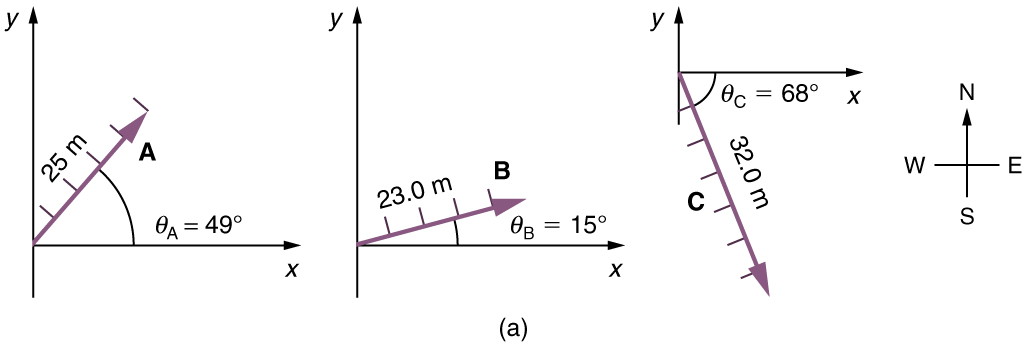 y
25 m
A
θA = 49°
x
y
23.0 m
B
θB = 15°
x
y
x
θC = 68°
32.0 m
C
N
W E
S
(a)